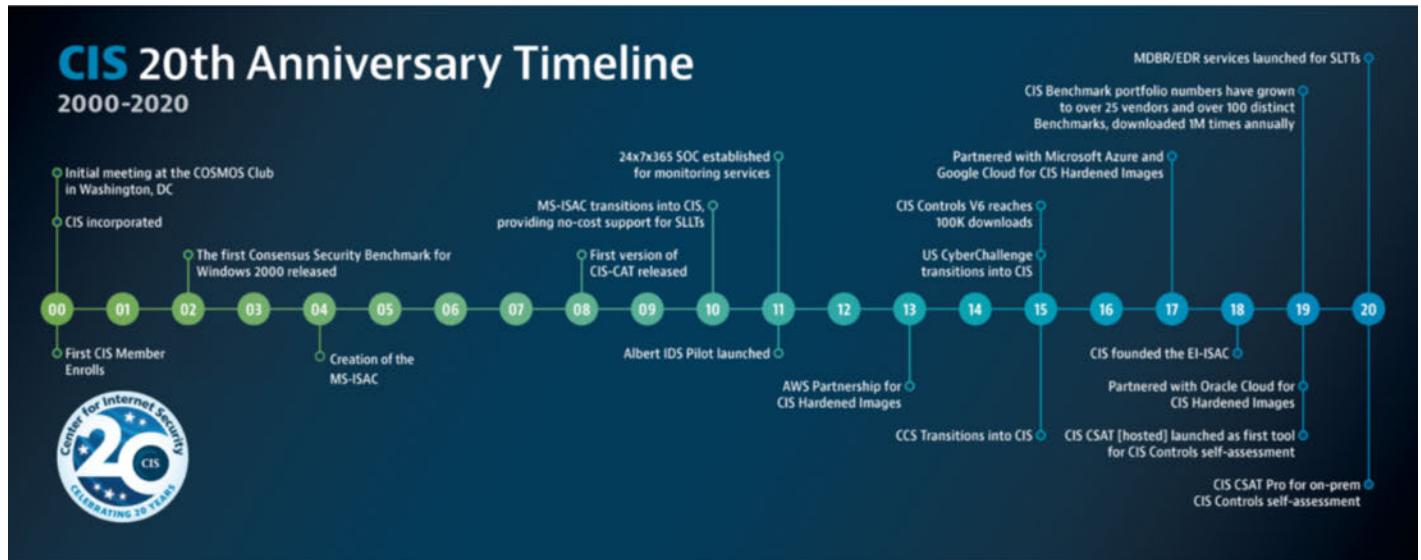 CIS 20th Anniversary Timeline
2000-2020
Initial meeting at the COSMOS Club
in Washington, DC
CIS incorporated
The first Consensus Security Benchmark for
Windows 2000 released
First version of
CIS-CAT released
MS-ISAC transitions into CIS,
providing no-cost support for SLLTs
24x7x365 SOC established
for monitoring services
US CyberChallenge
transitions into CIS
CIS Controls V6 reaches
100K downloads
Partnered with Microsoft Azure and
Google Cloud for CIS Hardened Images
CIS Benchmark portfolio numbers have grown
to over 25 vendors and over 100 distinct
Benchmarks, downloaded 1M times annually
MDBR/EDR services launched for SLTTs
00 01 02 03 04 05 06 07 08 09 10 11 12 13 14 15 16 17 18 19 20
First CIS Member
Enrolls
Creation of the
MS-ISAC
Albert IDS Pilot launched
AWS Partnership for
CIS Hardened Images
CCS Transitions into CIS
CIS founded the EI-ISAC
Partnered with Oracle Cloud for
CIS Hardened Images
CIS CSAT [hosted] launched as first tool
for CIS Controls self-assessment
CIS CSAT Pro for on-prem
CIS Controls self-assessment
Center for Internet Security
20
CIS
CELEBRATING 20 YEARS